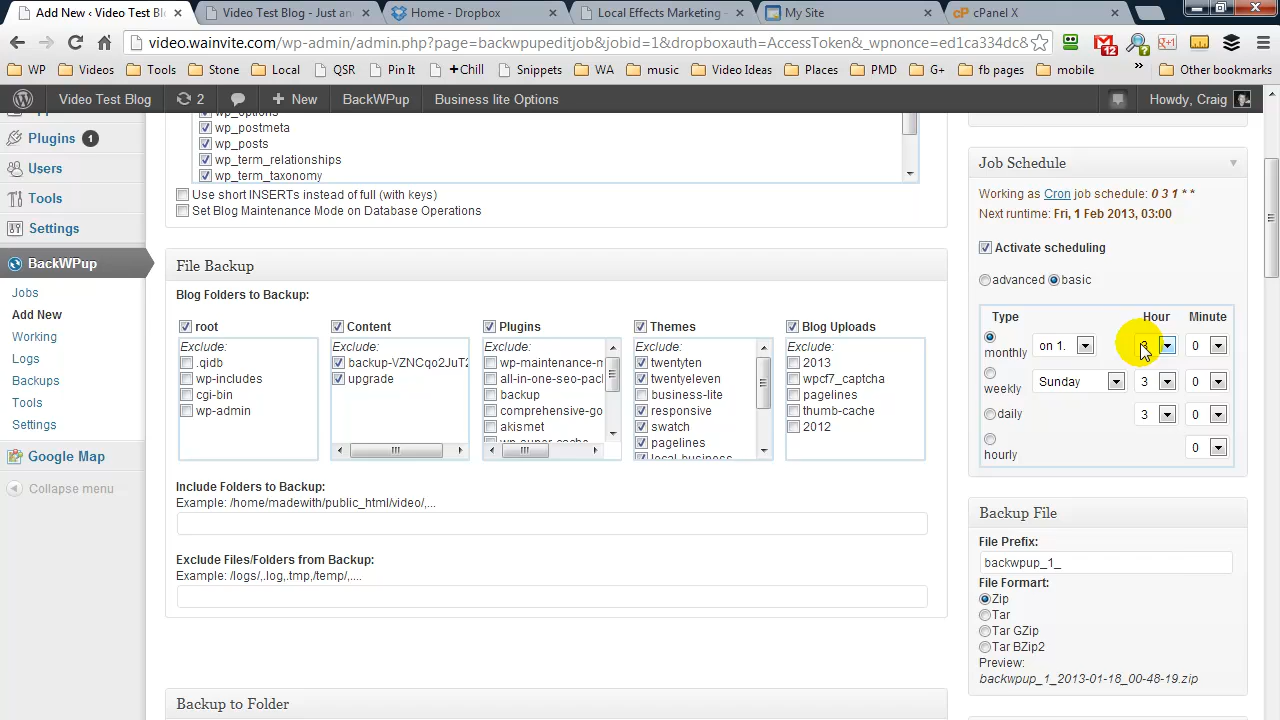 Add New ‹ Video Test Blog
Video Test Blog - Just an
Home - Dropbox
Local Effects Marketing -
My Site
cPanel X
video.wainvite.com/wp-admin/admin.php?page=backwpupeditjob&jobid=1&dropboxauth=AccessToken&_wpnonce=ed1ca334dc&
12
WP
Videos
Tools
Stone
Local
QSR
Pin It
+Chill
Snippets
WA
music
Video Ideas
Places
PMD
G+
fb pages
mobile
»
Other bookmarks
Video Test Blog
2
New
BackWPup
Business lite Options
Howdy, Craig
Plugins 1
Users
Tools
Settings
BackWPup
Jobs
Add New
Working
Logs
Backups
Tools
Settings
Google Map
Collapse menu
wp_options
wp_postmeta
wp_posts
wp_term_relationships
wp_term_taxonomy
Use short INSERTs instead of full (with keys)
Set Blog Maintenance Mode on Database Operations
File Backup
Blog Folders to Backup:
root
Exclude:
.qidb
wp-includes
cgi-bin
wp-admin
Content
Exclude:
backup-VZNCqo2JuT2
upgrade
Plugins
Exclude:
wp-maintenance-m
all-in-one-seo-pacl
backup
comprehensive-go
akismet
wp-super-cache
Themes
Exclude:
twentyten
twentyeleven
business-lite
responsive
swatch
pagelines
local-business
Blog Uploads
Exclude:
2013
wpcf7_captcha
pagelines
thumb-cache
2012
Include Folders to Backup:
Example: /home/madewith/public_html/video/,...
Exclude Files/Folders from Backup:
Example: /logs/,.log,.tmp,/temp/,....
Backup to Folder
Job Schedule
Working as Cron job schedule: 0 3 1 * *
Next runtime: Fri, 1 Feb 2013, 03:00
Activate scheduling
advanced basic
Type Hour Minute
monthly on 1. 3 0
weekly Sunday 3 0
daily 3 0
hourly 0
Backup File
File Prefix:
backwpup_1_
File Formart:
Zip
Tar
Tar GZip
Tar BZip2
Preview:
backwpup_1_2013-01-18_00-48-19.zip